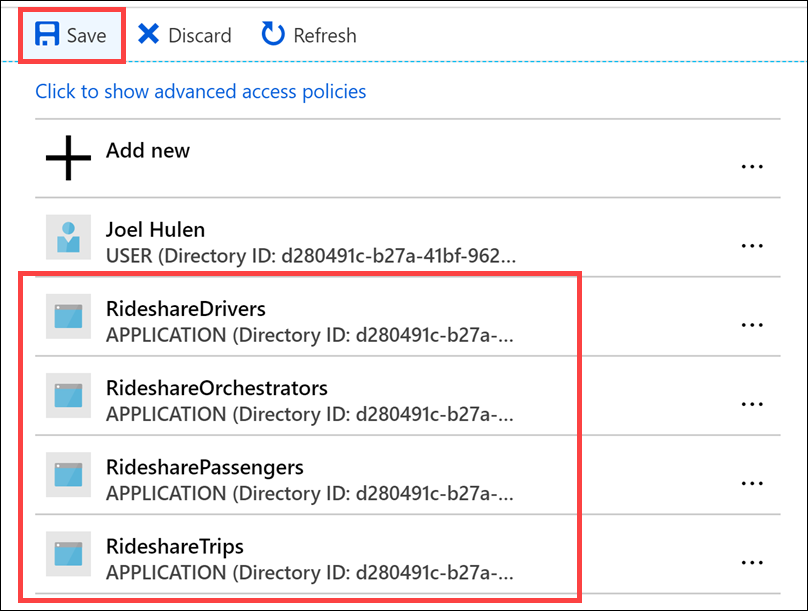 Save Discard Refresh
Click to show advanced access policies
Add new
...
Joel Hulen
USER (Directory ID: d280491c-b27a-41bf-962...
...
RideshareDrivers
APPLICATION (Directory ID: d280491c-b27a-...
...
RideshareOrchestrators
APPLICATION (Directory ID: d280491c-b27a-...
...
RidesharePassengers
APPLICATION (Directory ID: d280491c-b27a-...
...
RideshareTrips
APPLICATION (Directory ID: d280491c-b27a-...
...